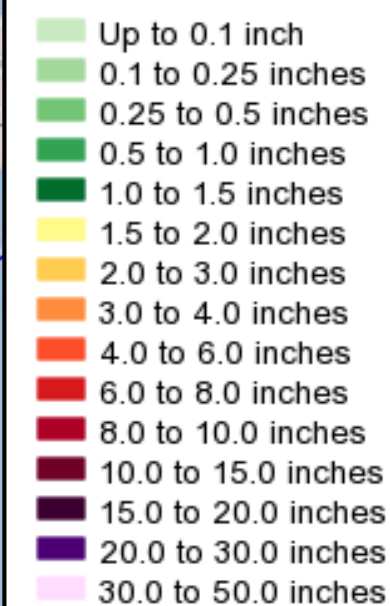 Up to 0.1 inch
0.1 to 0.25 inches
0.25 to 0.5 inches
0.5 to 1.0 inches
1.0 to 1.5 inches
1.5 to 2.0 inches
2.0 to 3.0 inches
3.0 to 4.0 inches
4.0 to 6.0 inches
6.0 to 8.0 inches
8.0 to 10.0 inches
10.0 to 15.0 inches
15.0 to 20.0 inches
20.0 to 30.0 inches
30.0 to 50.0 inches